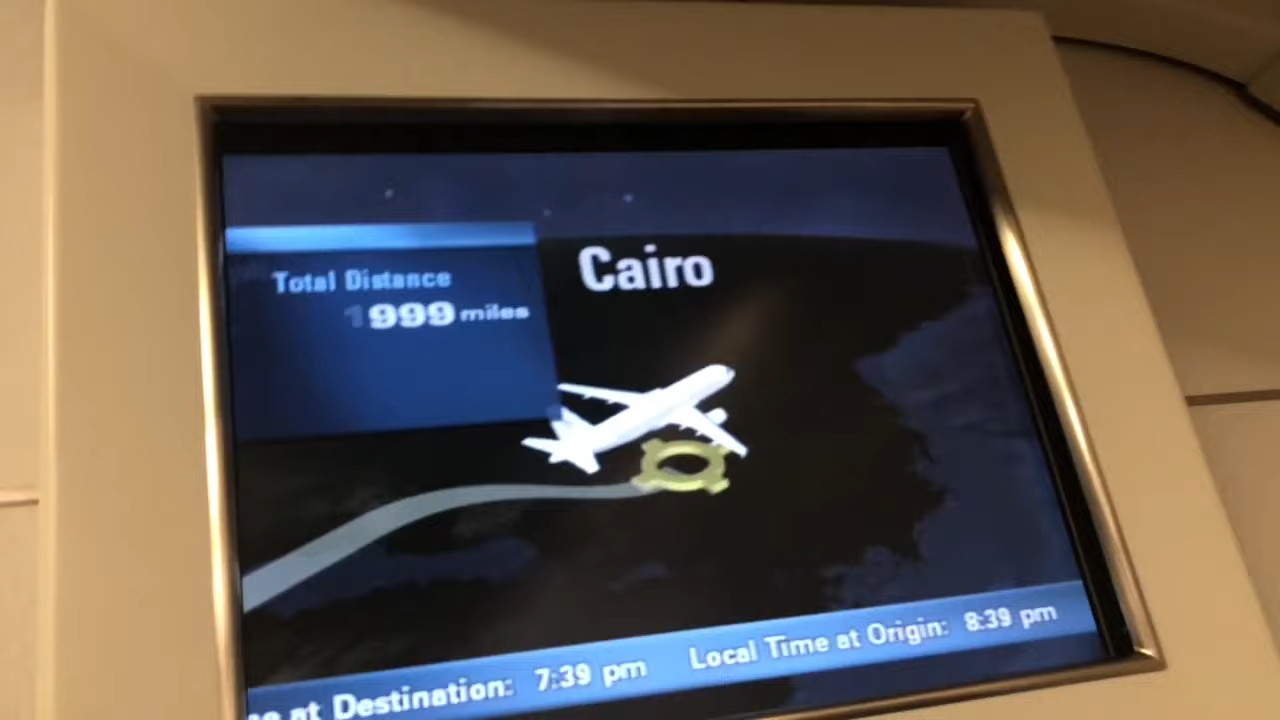 Cairo
Total Distance
1999 miles
at Destination: 7:39 pm Local Time at Origin: 8:39 pm